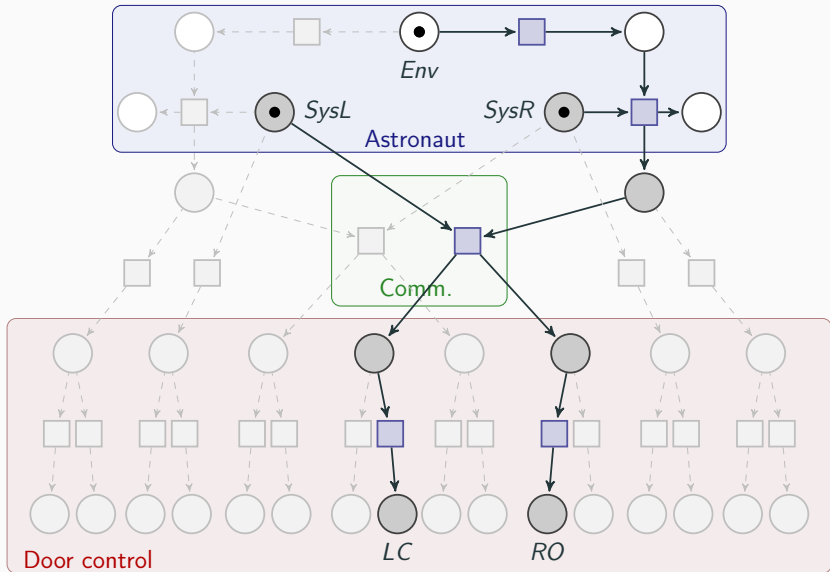 Env
SysL
SysR
Astronaut
Comm.
LC
RO
Door control